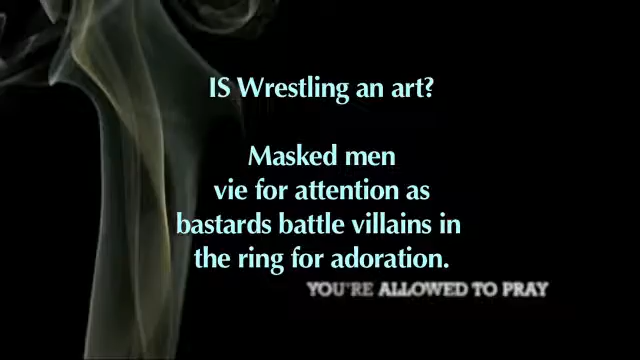 IS Wrestling an art?
Masked men
vie for attention as
bastards battle villains in
the ring for adoration.
YOU'RE ALLOWED TO PRAY